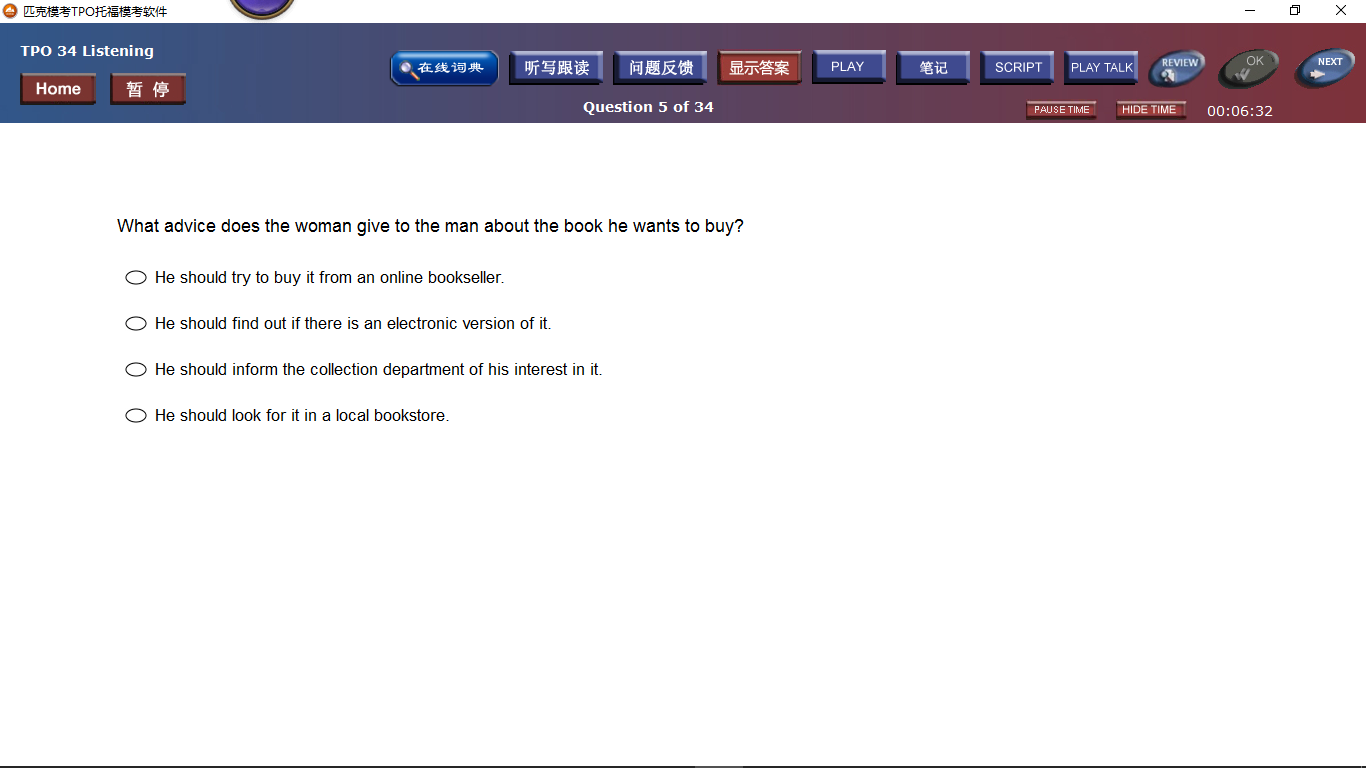 匹克模考TPO托福模考软件
TPO 34 Listening
Home
暂 停
在线词典
听写跟读
问题反馈
显示答案
PLAY
笔记
SCRIPT
PLAY TALK
REVIEW
OK
NEXT
Question 5 of 34
PAUSE TIME
HIDE TIME
00:06:32
What advice does the woman give to the man about the book he wants to buy?
He should try to buy it from an online bookseller.
He should find out if there is an electronic version of it.
He should inform the collection department of his interest in it.
He should look for it in a local bookstore.